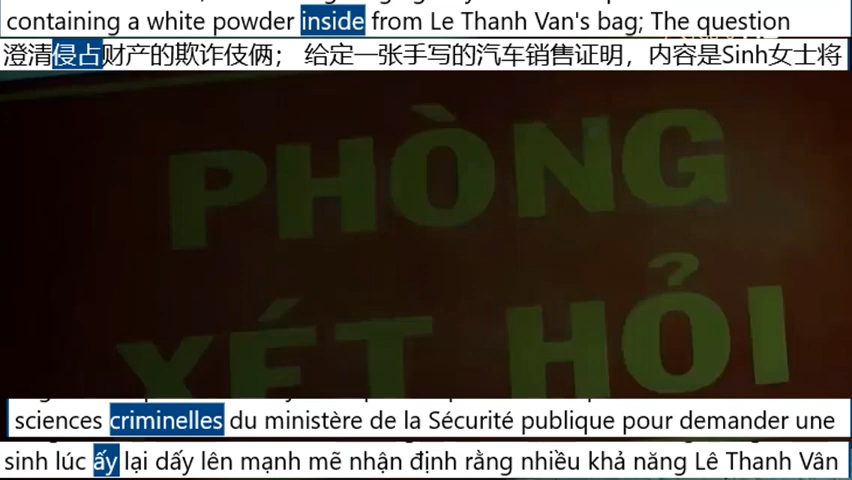 containing a white powder inside from Le Thanh Van's bag; The question
澄清侵占财产的欺诈伎俩； 给定一张手写的汽车销售证明，内容是Sinh女士将
PHÒNG
XÉT HỎI
sciences criminelles du ministère de la Sécurité publique pour demander une
sinh lúc ấy lại dấy lên mạnh mẽ nhận định rằng nhiều khả năng Lê Thanh Vân